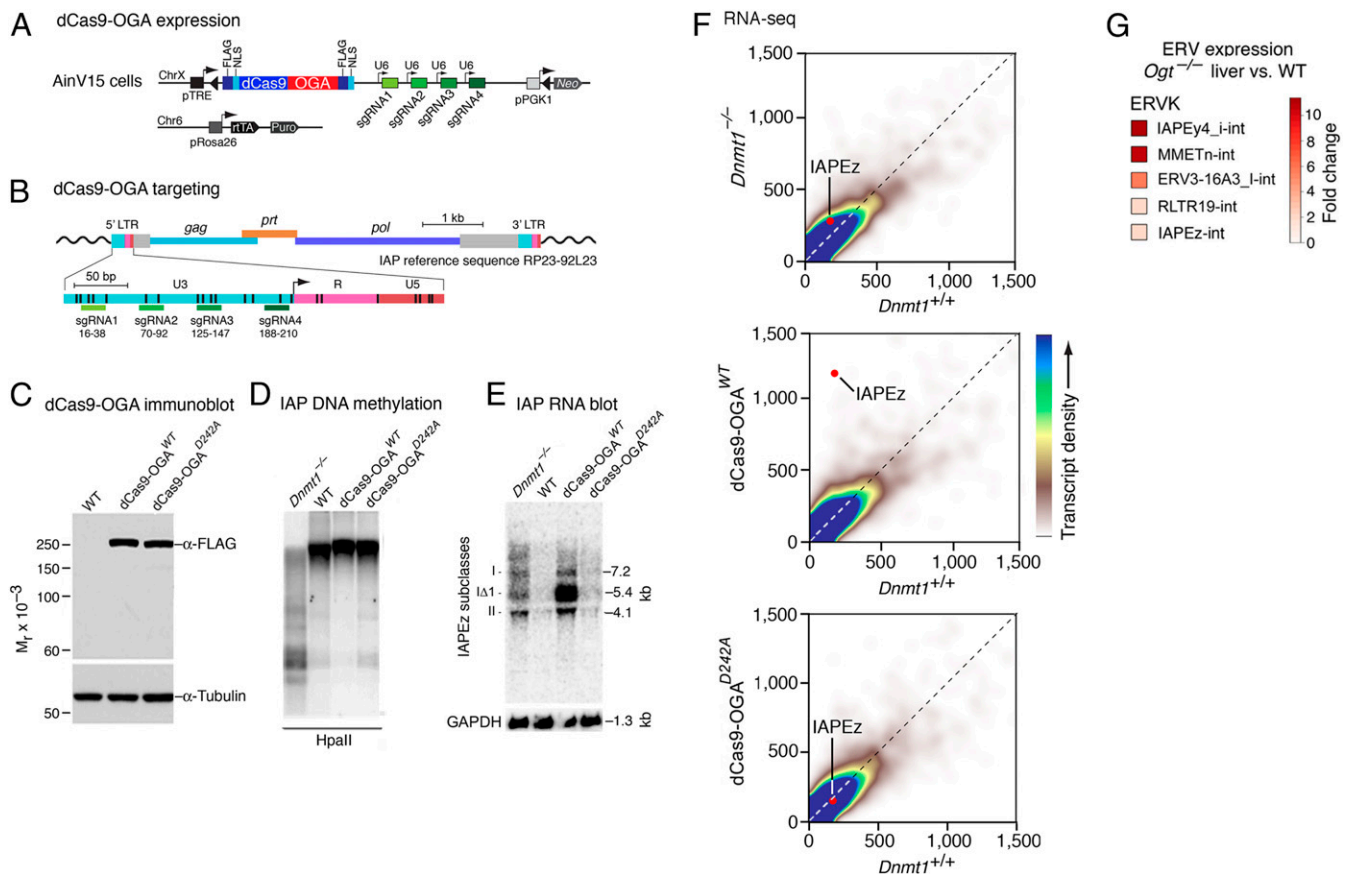 A dCas9-OGA expression
AinV15 cells
ChrX
pTRE
FLAG
NLS
dCas9
OGA
FLAG
NLS
U6
U6
U6
U6
sgRNA1
sgRNA2
sgRNA3
sgRNA4
pPGK1
Neo
Chr6
pRosa26
rtTA
Puro
B dCas9-OGA targeting
5' LTR
gag
prt
pol
1 kb
3' LTR
IAP reference sequence RP23-92L23
50 bp
U3
R
U5
sgRNA1
16-38
sgRNA2
70-92
sgRNA3
125-147
sgRNA4
188-210
C dCas9-OGA immunoblot
WT
dCas9-OGA^WT
dCas9-OGA^D242A
Mr x 10^-3
250
150
100
60
50
α-FLAG
α-Tubulin
D IAP DNA methylation
Dnmt1^-/-
WT
dCas9-OGA^WT
dCas9-OGA^D242A
HpaII
E IAP RNA blot
Dnmt1^-/-
WT
dCas9-OGA^WT
dCas9-OGA^D242A
IAPEz subclasses
I
IΔ1
II
7.2
5.4
4.1
kb
GAPDH
1.3 kb
F RNA-seq
1,500
1,000
500
0
Dnmt1^-/-
IAPEz
0 500 1,000 1,500
Dnmt1^+/+
1,500
1,000
500
0
dCas9-OGA^WT
IAPEz
0 500 1,000 1,500
Dnmt1^+/+
Transcript density
1,500
1,000
500
0
dCas9-OGA^D242A
IAPEz
0 500 1,000 1,500
Dnmt1^+/+
G
ERV expression
Ogt^-/- liver vs. WT
ERVK
IAPEy4_i-int
MMETn-int
ERV3-16A3_I-int
RLTR19-int
IAPEz-int
10
8
6
4
2
0
Fold change